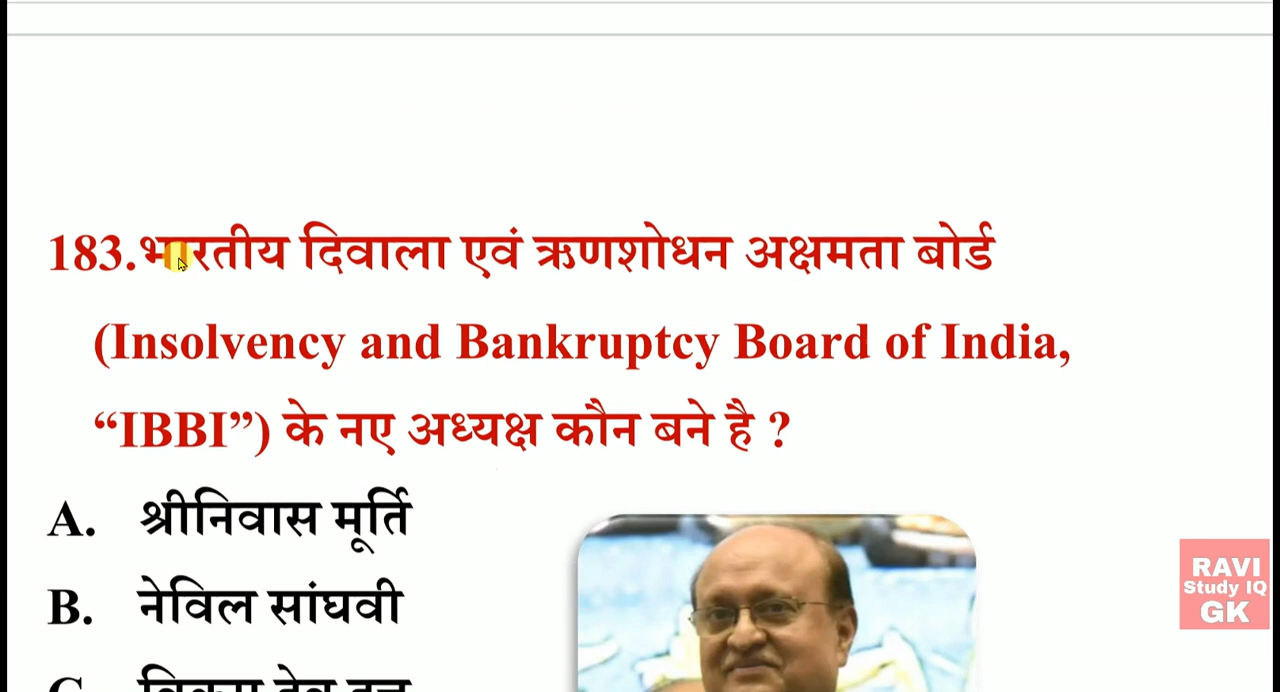 183.भारतीय दिवाला एवं ऋणशोधन अक्षमता बोर्ड
(Insolvency and Bankruptcy Board of India,
“IBBI”) के नए अध्यक्ष कौन बने है ?
A. श्रीनिवास मूर्ति
B. नेविल सांघवी
RAVI
Study IQ
GK